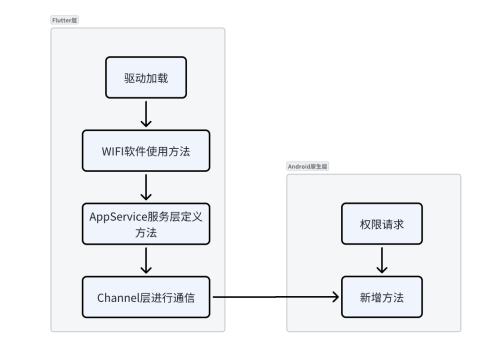 Flutter层
驱动加载
WIFI软件使用方法
AppService服务层定义
方法
Channel层进行通信
Android原生层
权限请求
新增方法